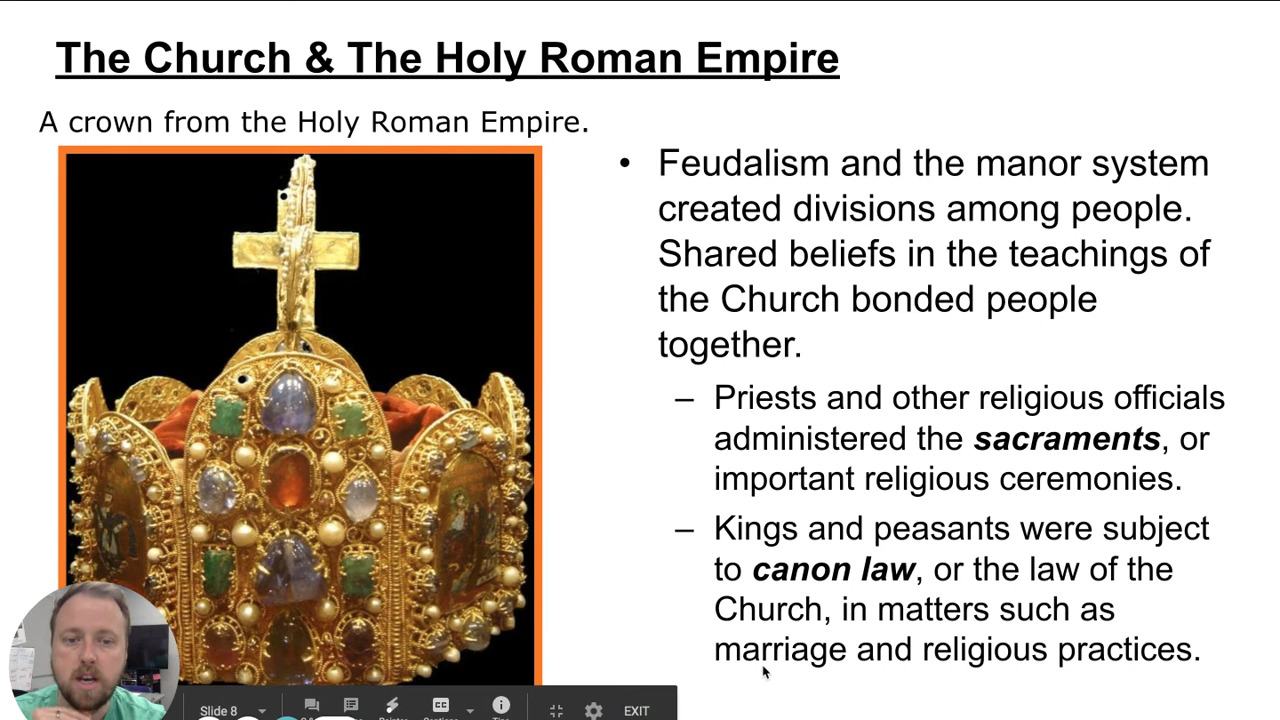 The Church & The Holy Roman Empire
A crown from the Holy Roman Empire.
• Feudalism and the manor system
created divisions among people.
Shared beliefs in the teachings of
the Church bonded people
together.
– Priests and other religious officials
administered the sacraments, or
important religious ceremonies.
– Kings and peasants were subject
to canon law, or the law of the
Church, in matters such as
marriage and religious practices.
Slide 8
CC
EXIT